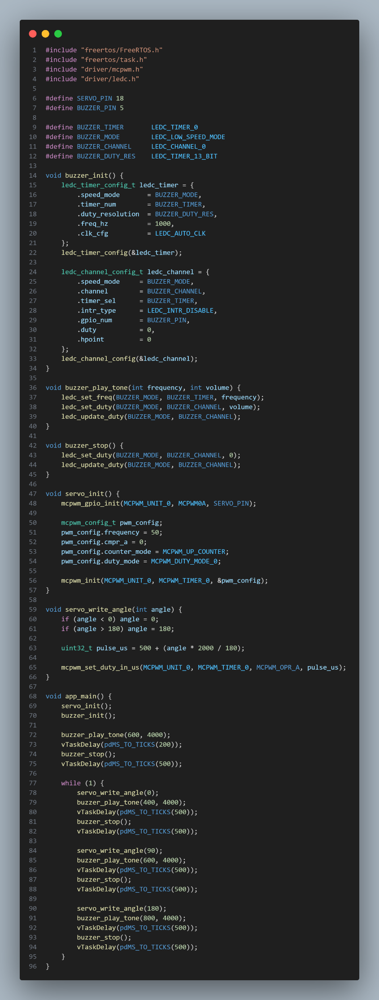 1 #include "freertos/FreeRTOS.h"
2 #include "freertos/task.h"
3 #include "driver/mcpwm.h"
4 #include "driver/ledc.h"
5
6 #define SERVO_PIN 18
7 #define BUZZER_PIN 5
8
9 #define BUZZER_TIMER       LEDC_TIMER_0
10 #define BUZZER_MODE        LEDC_LOW_SPEED_MODE
11 #define BUZZER_CHANNEL     LEDC_CHANNEL_0
12 #define BUZZER_DUTY_RES    LEDC_TIMER_13_BIT
13
14 void buzzer_init() {
15     ledc_timer_config_t ledc_timer = {
16         .speed_mode       = BUZZER_MODE,
17         .timer_num        = BUZZER_TIMER,
18         .duty_resolution  = BUZZER_DUTY_RES,
19         .freq_hz          = 1000,
20         .clk_cfg          = LEDC_AUTO_CLK
21     };
22     ledc_timer_config(&ledc_timer);
23
24     ledc_channel_config_t ledc_channel = {
25         .speed_mode     = BUZZER_MODE,
26         .channel        = BUZZER_CHANNEL,
27         .timer_sel      = BUZZER_TIMER,
28         .intr_type      = LEDC_INTR_DISABLE,
29         .gpio_num       = BUZZER_PIN,
30         .duty           = 0,
31         .hpoint         = 0
32     };
33     ledc_channel_config(&ledc_channel);
34 }
35
36 void buzzer_play_tone(int frequency, int volume) {
37     ledc_set_freq(BUZZER_MODE, BUZZER_TIMER, frequency);
38     ledc_set_duty(BUZZER_MODE, BUZZER_CHANNEL, volume);
39     ledc_update_duty(BUZZER_MODE, BUZZER_CHANNEL);
40 }
41
42 void buzzer_stop() {
43     ledc_set_duty(BUZZER_MODE, BUZZER_CHANNEL, 0);
44     ledc_update_duty(BUZZER_MODE, BUZZER_CHANNEL);
45 }
46
47 void servo_init() {
48     mcpwm_gpio_init(MCPWM_UNIT_0, MCPWM0A, SERVO_PIN);
49
50     mcpwm_config_t pwm_config;
51     pwm_config.frequency = 50;
52     pwm_config.cmpr_a = 0;
53     pwm_config.counter_mode = MCPWM_UP_COUNTER;
54     pwm_config.duty_mode = MCPWM_DUTY_MODE_0;
55
56     mcpwm_init(MCPWM_UNIT_0, MCPWM_TIMER_0, &pwm_config);
57 }
58
59 void servo_write_angle(int angle) {
60     if (angle < 0) angle = 0;
61     if (angle > 180) angle = 180;
62
63     uint32_t pulse_us = 500 + (angle * 2000 / 180);
64
65     mcpwm_set_duty_in_us(MCPWM_UNIT_0, MCPWM_TIMER_0, MCPWM_OPR_A, pulse_us);
66 }
67
68 void app_main() {
69     servo_init();
70     buzzer_init();
71
72     buzzer_play_tone(600, 4000);
73     vTaskDelay(pdMS_TO_TICKS(200));
74     buzzer_stop();
75     vTaskDelay(pdMS_TO_TICKS(500));
76
77     while (1) {
78         servo_write_angle(0);
79         buzzer_play_tone(400, 4000);
80         vTaskDelay(pdMS_TO_TICKS(500));
81         buzzer_stop();
82         vTaskDelay(pdMS_TO_TICKS(500));
83
84         servo_write_angle(90);
85         buzzer_play_tone(600, 4000);
86         vTaskDelay(pdMS_TO_TICKS(500));
87         buzzer_stop();
88         vTaskDelay(pdMS_TO_TICKS(500));
89
90         servo_write_angle(180);
91         buzzer_play_tone(800, 4000);
92         vTaskDelay(pdMS_TO_TICKS(500));
93         buzzer_stop();
94         vTaskDelay(pdMS_TO_TICKS(500));
95     }
96 }